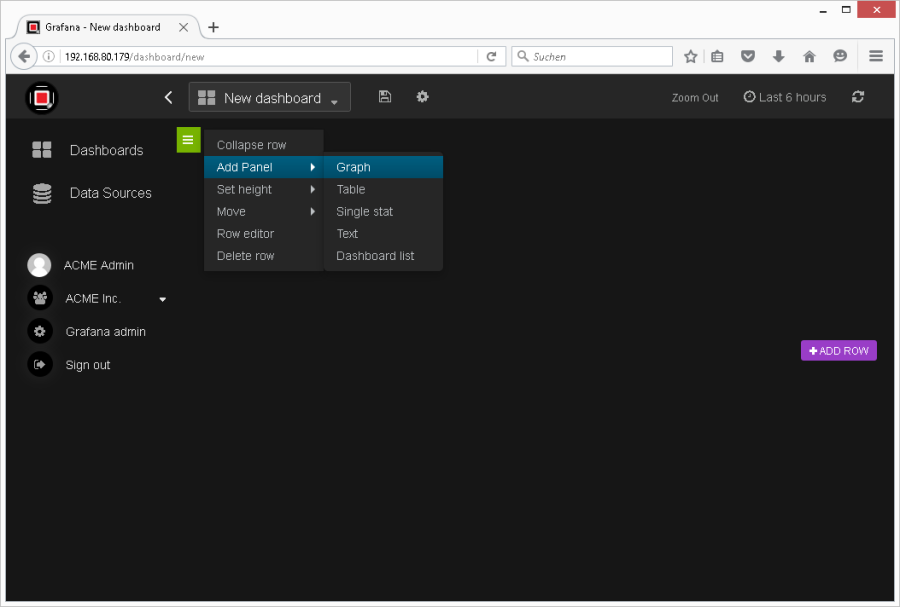 Grafana - New dashboard
192.168.80.179/dashboard/new
Suchen
New dashboard
Zoom Out
Last 6 hours
Dashboards
Data Sources
ACME Admin
ACME Inc.
Grafana admin
Sign out
Collapse row
Add Panel
Set height
Move
Row editor
Delete row
Graph
Table
Single stat
Text
Dashboard list
ADD ROW